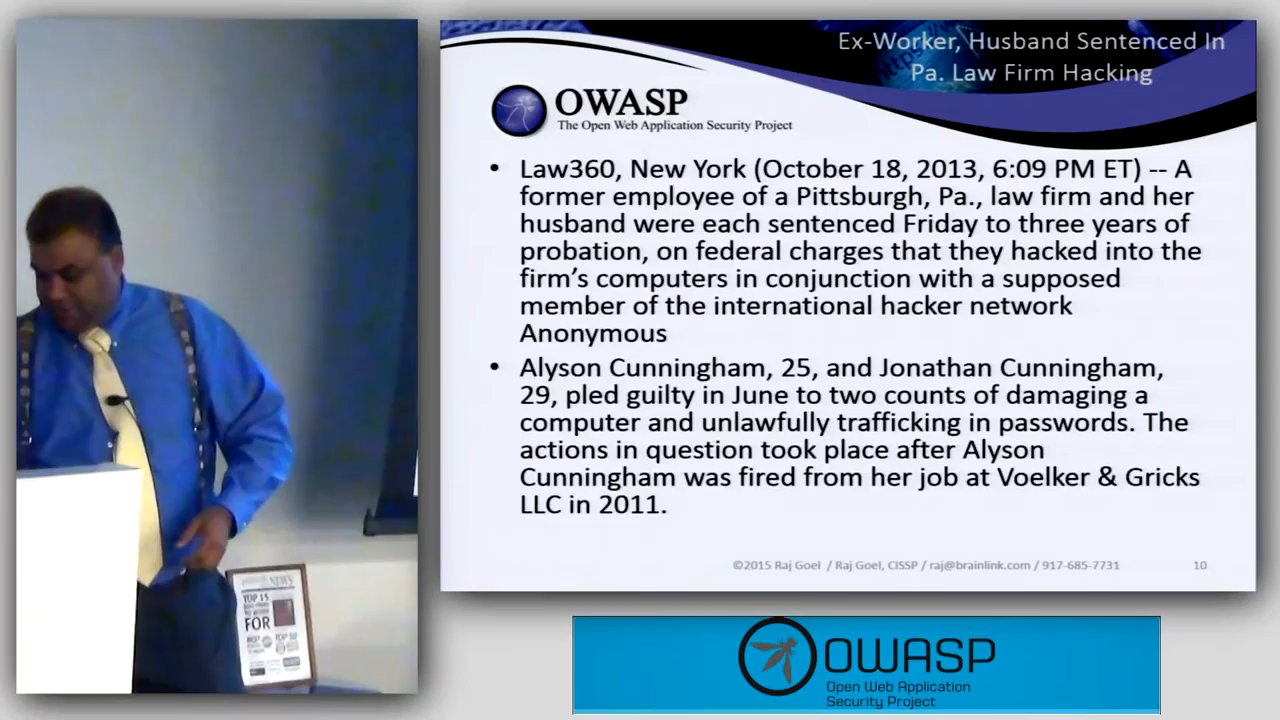 Ex-Worker, Husband Sentenced In
Pa. Law Firm Hacking
OWASP
The Open Web Application Security Project
• Law360, New York (October 18, 2013, 6:09 PM ET) -- A
former employee of a Pittsburgh, Pa., law firm and her
husband were each sentenced Friday to three years of
probation, on federal charges that they hacked into the
firm's computers in conjunction with a supposed
member of the international hacker network
Anonymous
• Alyson Cunningham, 25, and Jonathan Cunningham,
29, pled guilty in June to two counts of damaging a
computer and unlawfully trafficking in passwords. The
actions in question took place after Alyson
Cunningham was fired from her job at Voelker & Gricks
LLC in 2011.
©2015 Raj Goel / Raj Goel, CISSP / raj@brainlink.com / 917-685-7731
10
NEWS
TOP 15
FOR
TOP 50
OWASP
Open Web Application
Security Project